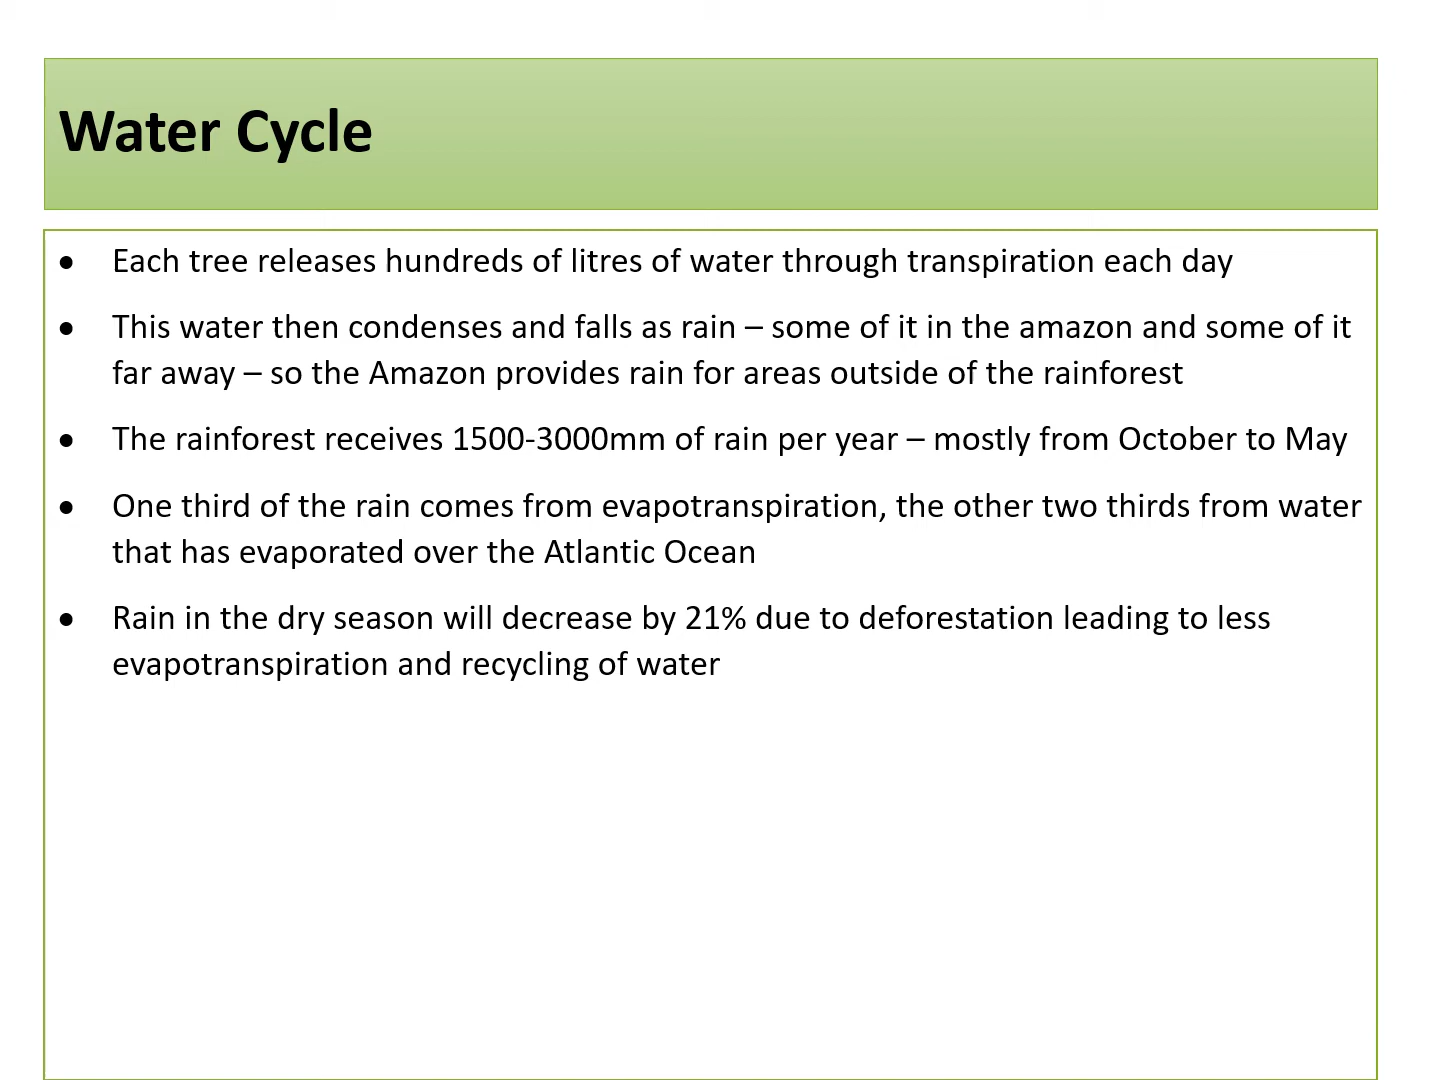 Water Cycle
• Each tree releases hundreds of litres of water through transpiration each day
• This water then condenses and falls as rain – some of it in the amazon and some of it
far away – so the Amazon provides rain for areas outside of the rainforest
• The rainforest receives 1500-3000mm of rain per year – mostly from October to May
• One third of the rain comes from evapotranspiration, the other two thirds from water
that has evaporated over the Atlantic Ocean
• Rain in the dry season will decrease by 21% due to deforestation leading to less
evapotranspiration and recycling of water